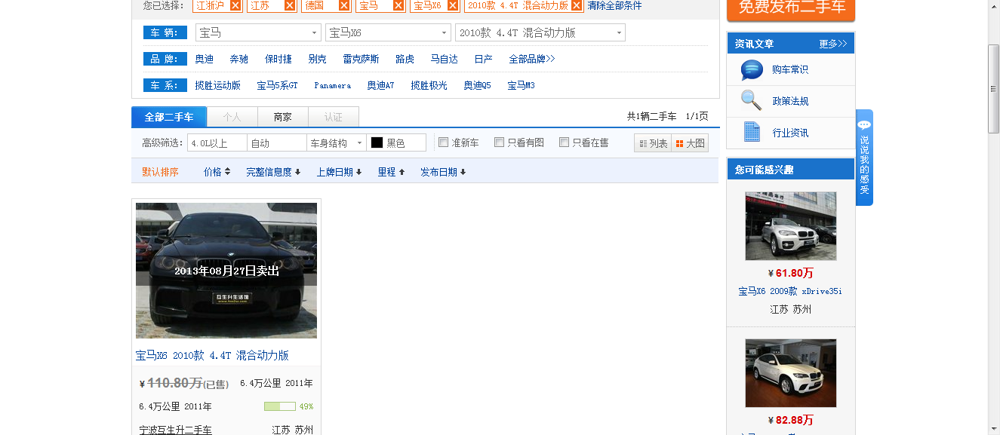 您已选择： 江浙沪 江苏 德国 宝马 宝马X6 2010款 4.4T 混合动力版 清除全部条件
车 辆: 宝马 宝马X6 2010款 4.4T 混合动力版
品 牌: 奥迪 奔驰 保时捷 别克 雷克萨斯 路虎 马自达 日产 全部品牌>>
车 系: 揽胜运动版 宝马5系GT Panamera 奥迪A7 揽胜极光 奥迪Q5 宝马M3
全部二手车 个人 商家 认证 共1辆二手车 1/1页
高级筛选: 4.0L以上 自动 车身结构 黑色 准新车 只看有图 只看在售 列表 大图
默认排序 价格 完整信息度 上牌日期 里程 发布日期
2013年08月27日卖出
互生升生活馆
宝马X6 2010款 4.4T 混合动力版
¥ 110.80万(已售) 6.4万公里 2011年
6.4万公里 2011年 49%
宁波互生升二手车 江苏 苏州
免费发布二手车
资讯文章 更多>>
购车常识
政策法规
行业资讯
说说我的感受
您可能感兴趣
¥ 61.80万
宝马X6 2009款 xDrive35i
江苏 苏州
¥ 82.88万